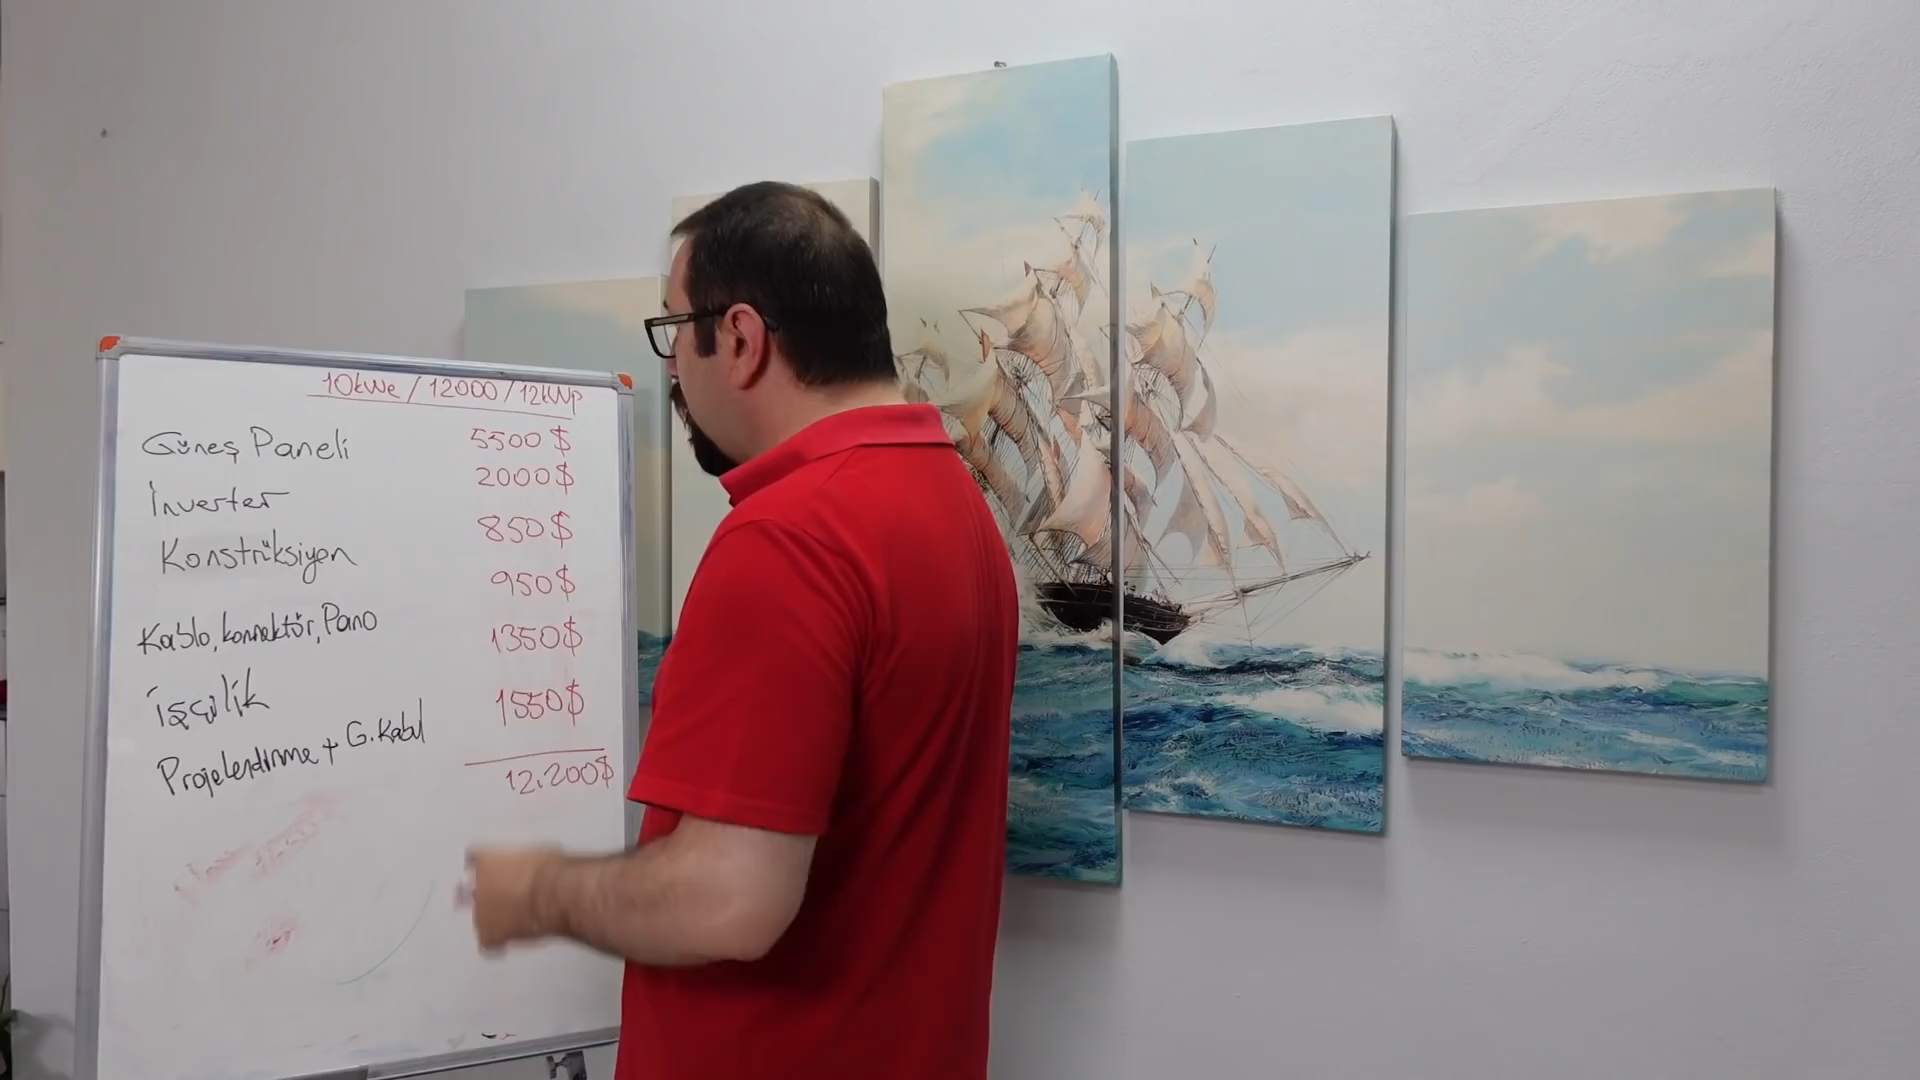 10kWe / 12000 / 12kWp
Güneş Paneli 5500 $
İnverter 2000 $
Konstrüksiyon 850 $
Kablo, konnektör, Pano 950 $
işçilik 1350 $
Projelendirme + G. Kabul 1550 $
12.200 $